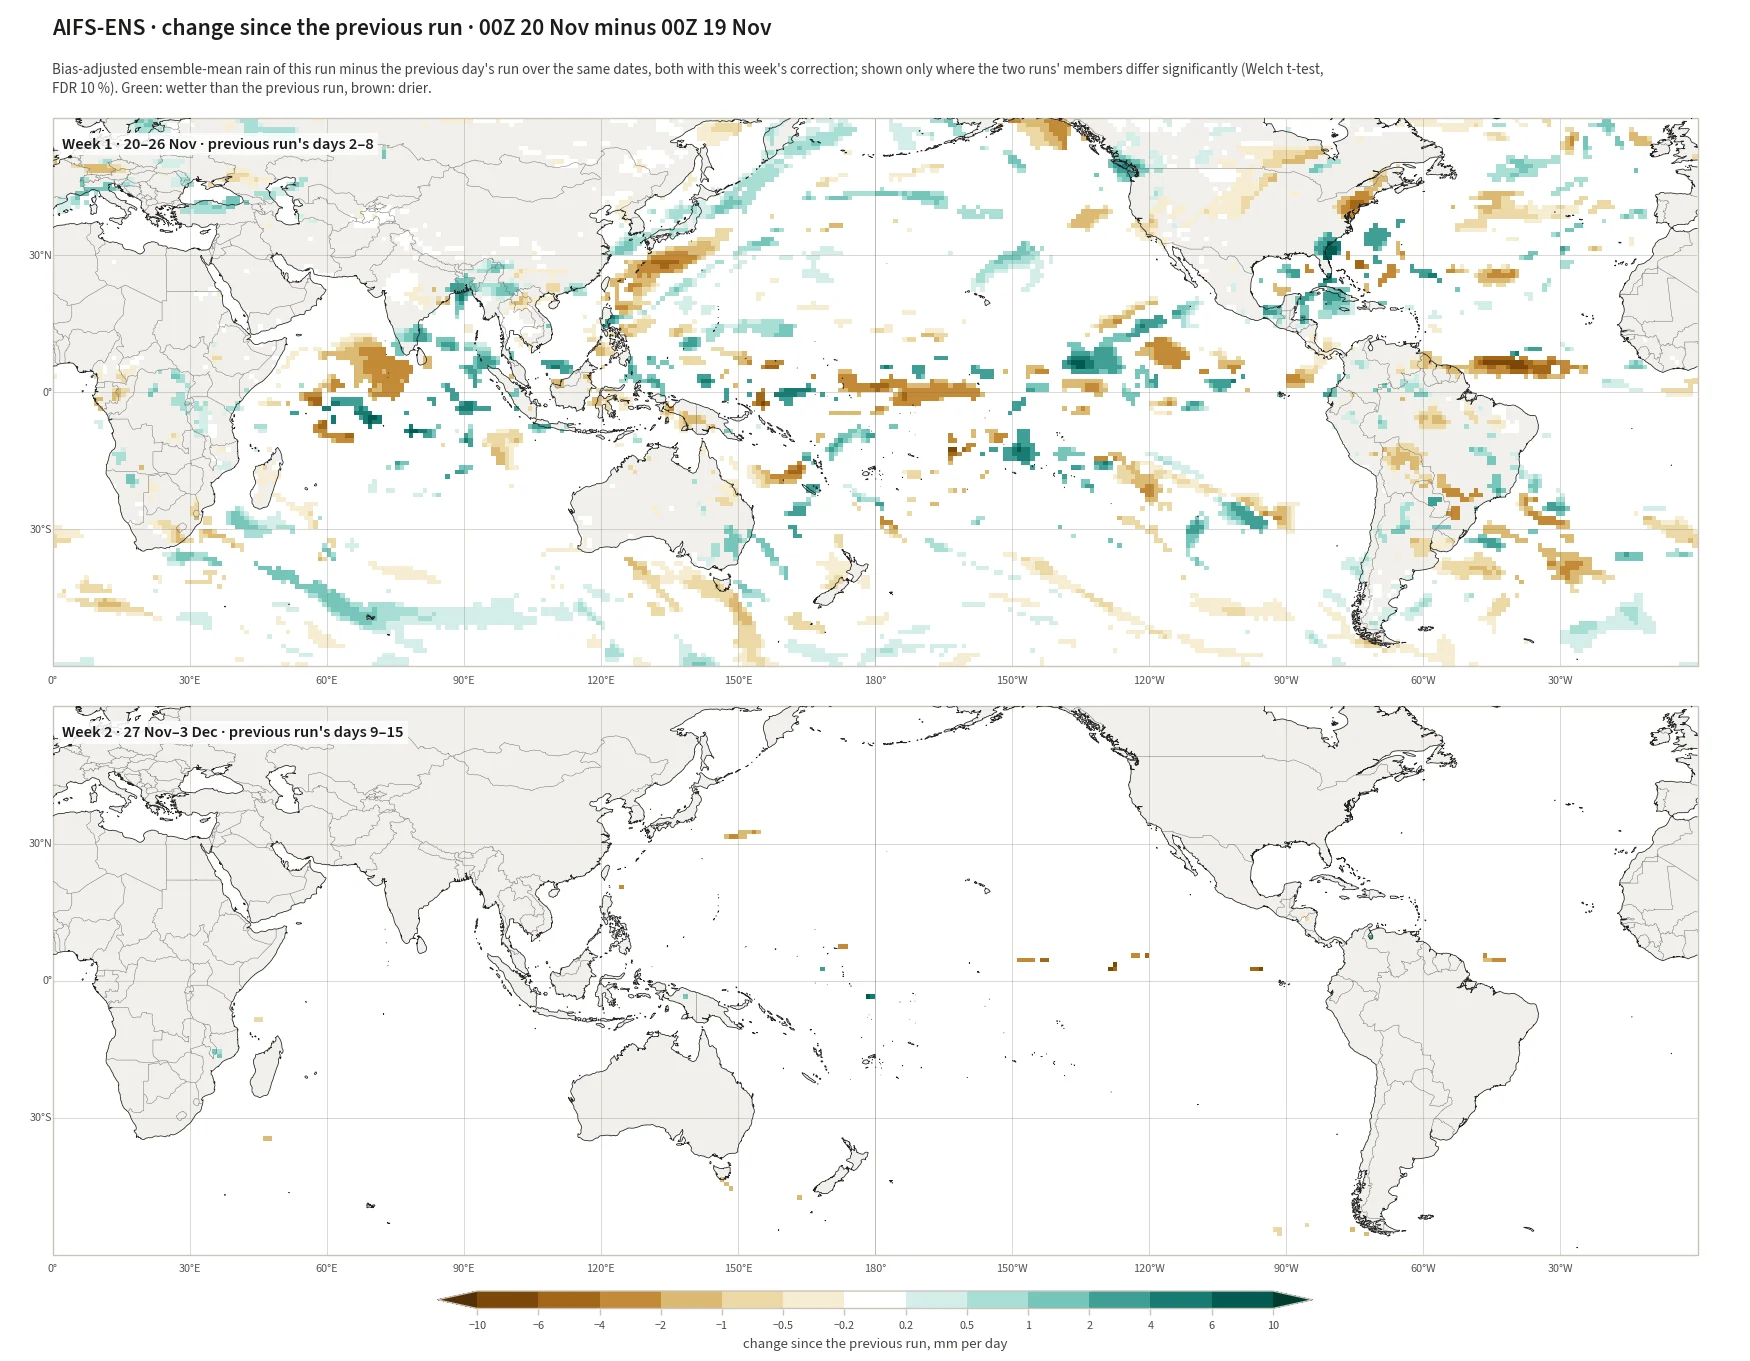 AIFS-ENS · change since the previous run · 00Z 20 Nov minus 00Z 19 Nov
Bias-adjusted ensemble-mean rain of this run minus the previous day's run over the same dates, both with this week's correction; shown only where the two runs' members differ significantly (Welch t-test,
FDR 10 %). Green: wetter than the previous run, brown: drier.
Week 1 · 20–26 Nov · previous run's days 2–8
30°N
0°
30°S
0° 30°E 60°E 90°E 120°E 150°E 180° 150°W 120°W 90°W 60°W 30°W
Week 2 · 27 Nov–3 Dec · previous run's days 9–15
30°N
0°
30°S
0° 30°E 60°E 90°E 120°E 150°E 180° 150°W 120°W 90°W 60°W 30°W
−10 −6 −4 −2 −1 −0.5 −0.2 0.2 0.5 1 2 4 6 10
change since the previous run, mm per day